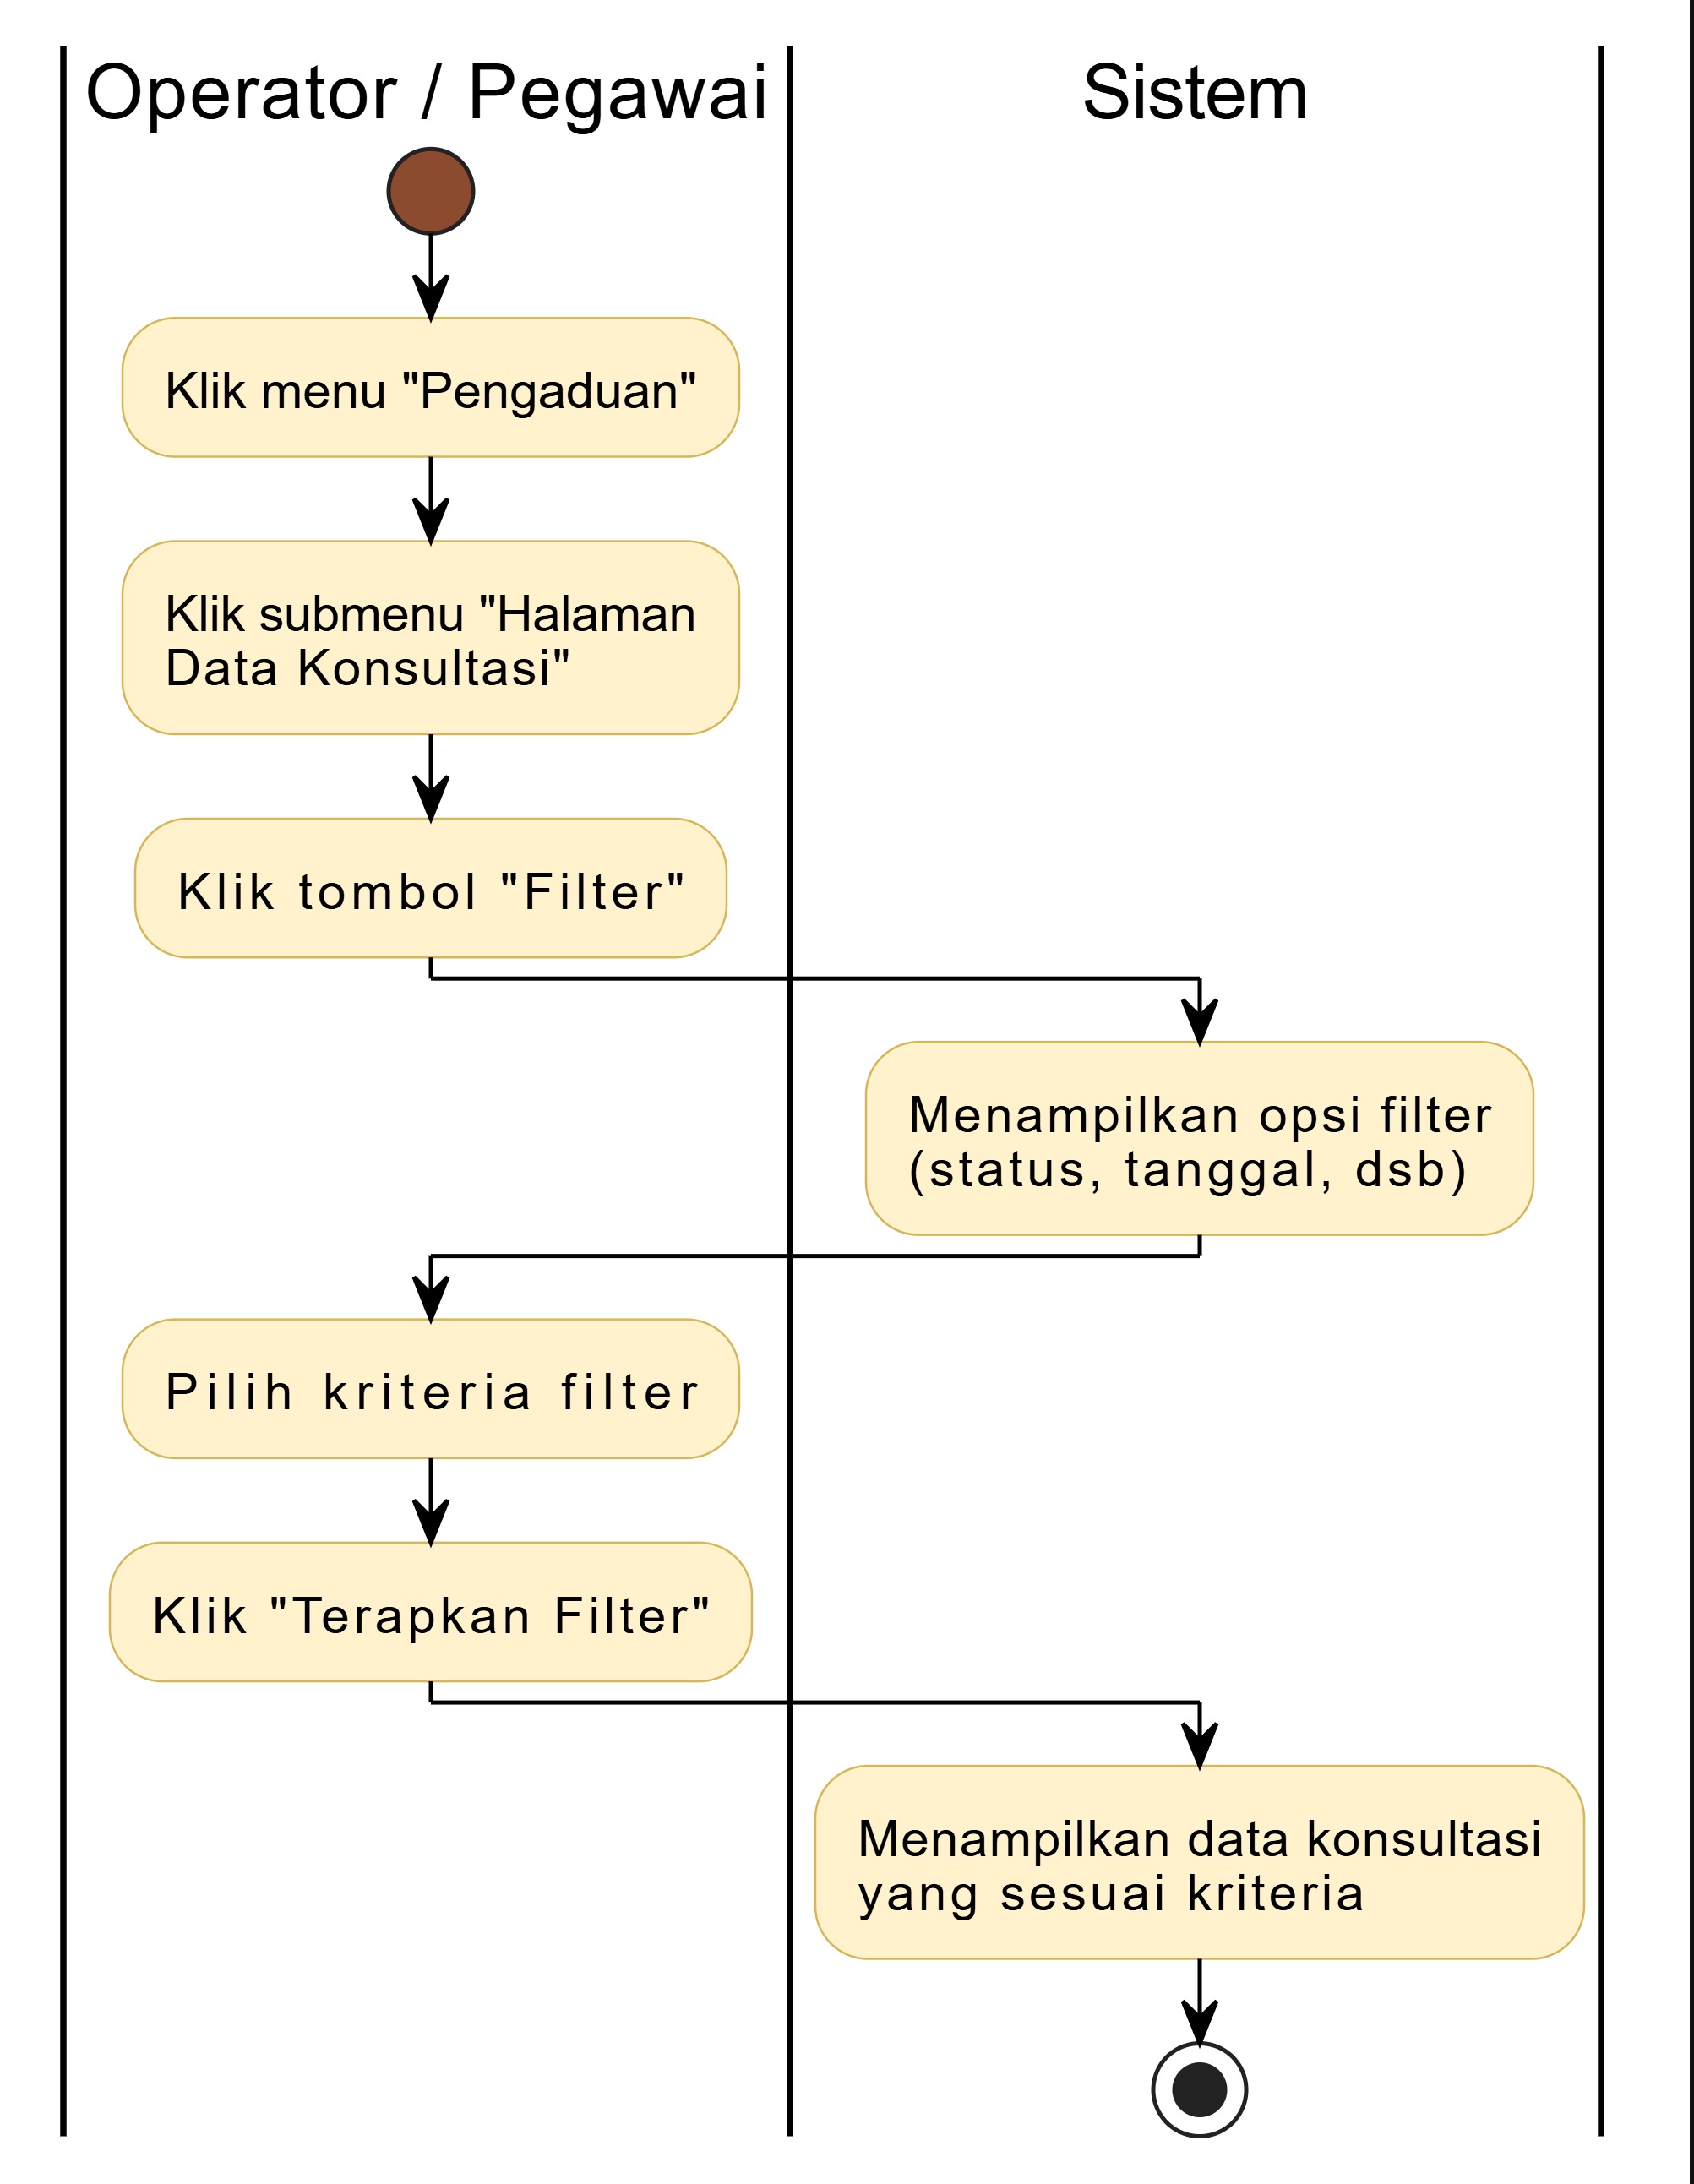 Operator / Pegawai
Sistem
Klik menu "Pengaduan"
Klik submenu "Halaman
Data Konsultasi"
Klik tombol "Filter"
Menampilkan opsi filter
(status, tanggal, dsb)
Pilih kriteria filter
Klik "Terapkan Filter"
Menampilkan data konsultasi
yang sesuai kriteria